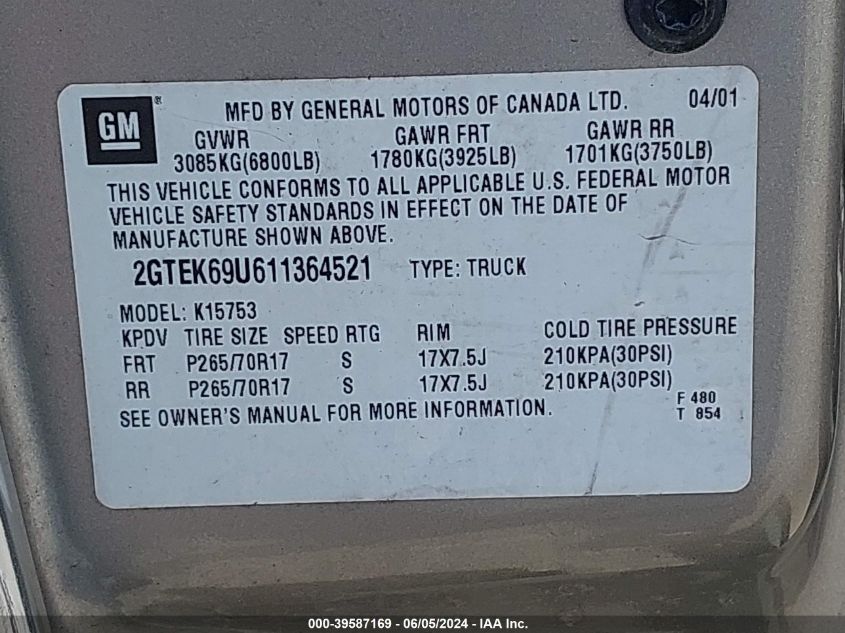 GM ® MFD BY GENERAL MOTORS OF CANADA LTD. 04/01
GVWR GAWR FRT GAWR RR
3085KG(6800LB) 1780KG(3925LB) 1701KG(3750LB)
THIS VEHICLE CONFORMS TO ALL APPLICABLE U.S. FEDERAL MOTOR
VEHICLE SAFETY STANDARDS IN EFFECT ON THE DATE OF
MANUFACTURE SHOWN ABOVE.
2GTEK69U611364521 TYPE: TRUCK
MODEL: K15753
KPDV TIRE SIZE SPEED RTG RIM COLD TIRE PRESSURE
FRT P265/70R17 S 17X7.5J 210KPA(30PSI)
RR P265/70R17 S 17X7.5J 210KPA(30PSI)
SEE OWNER'S MANUAL FOR MORE INFORMATION.
F 480
T 854
000-39587169 - 06/05/2024 - IAA Inc.